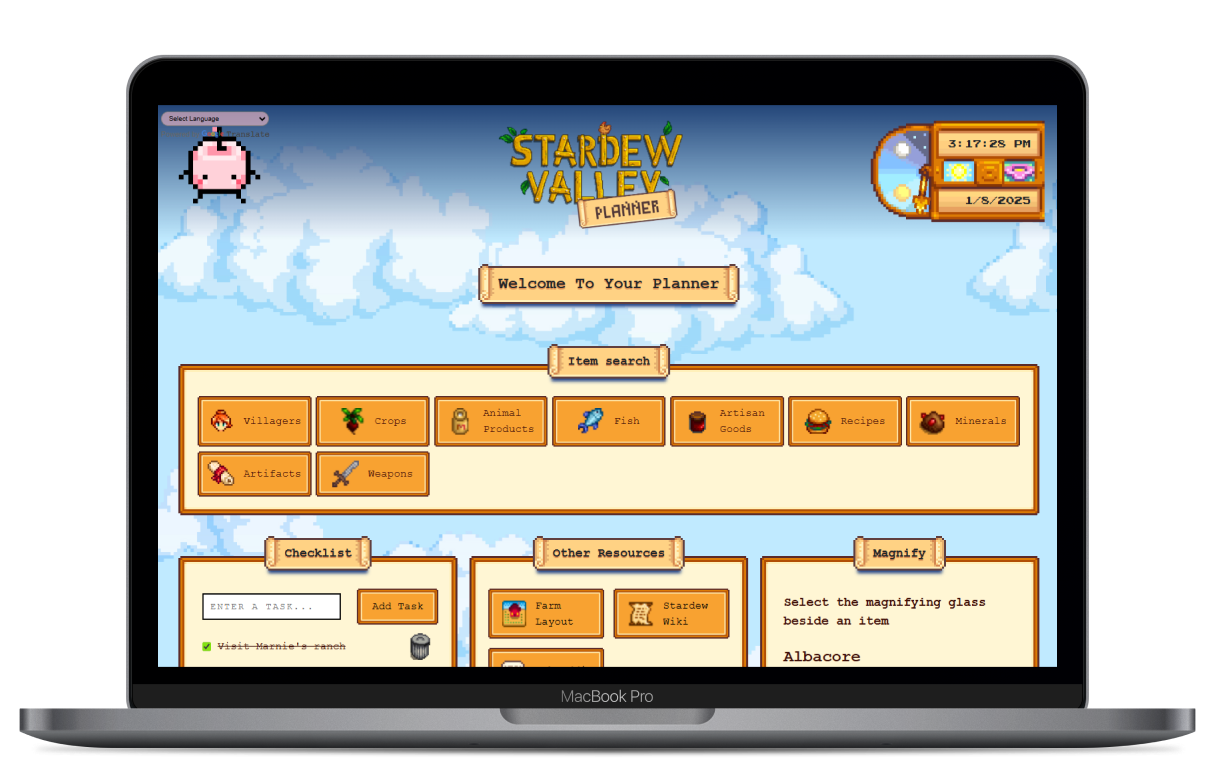 Select Language
Translate
STARDEW
VALLEY
PLANNER
3:17:28 PM
1/8/2025
Welcome To Your Planner
Item search
Villagers
Crops
Animal
Products
Fish
Artisan
Goods
Recipes
Minerals
Artifacts
Weapons
Checklist
Other Resources
Magnify
ENTER A TASK...
Add Task
Farm
Layout
Stardew
Wiki
Select the magnifying glass
beside an item
Visit Marnie's ranch
Albacore
MacBook Pro